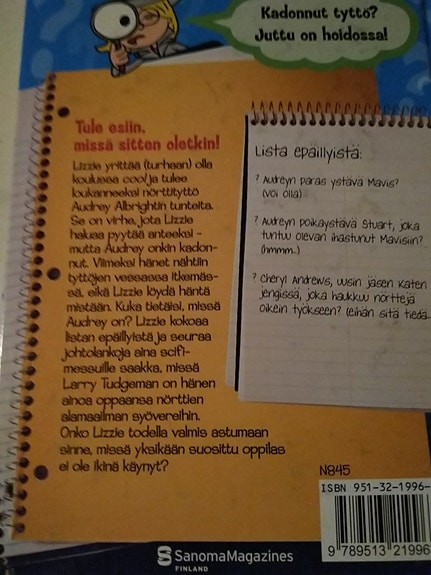 Kadonnut tyttö?
Juttu on hoidossa!
Tule esiin,
missä sitten oletkin!
Lizzie yrittää (turhaan) olla
koulussa cool ja tulee
loukanneeksi nörttityttö
Audrey Albrightin tunteita.
Se on virhe, jota Lizzie
haluaa pyytää anteeksi -
mutta Audrey onkin kadon-
nut. Viimeksi hänet nähtiin
tyttöjen vessassa itkemäs-
sä, eikä Lizzie löydä häntä
mistään. Kuka tietäisi, missä
Audrey on? Lizzie kokoaa
listan epäillyistä ja seuraa
johtolankoja aina scifi-
messuille saakka, missä
Larry Tudgeman on hänen
ainoa oppaansa nörttien
alamaailman syövereihin.
Onko Lizzie todella valmis astumaan
sinne, missä yksikään suosittu oppilas
ei ole ikinä käynyt?
Lista epäillyistä:
? Audreyn paras ystävä Mavis?
(Voi olla)
? Audreyn poikaystävä Stuart, joka
tuntuu olevan ihastunut Mavisiin?
(hmmm..)
? Cheryl Andrews, uusin jäsen Katen
jengissä, joka haukkuu nörttejä
oikein työkseen? (eihän sitä tiedä
N845
ISBN 951-32-1996-
9 789513 21996
SanomaMagazines
FINLAND